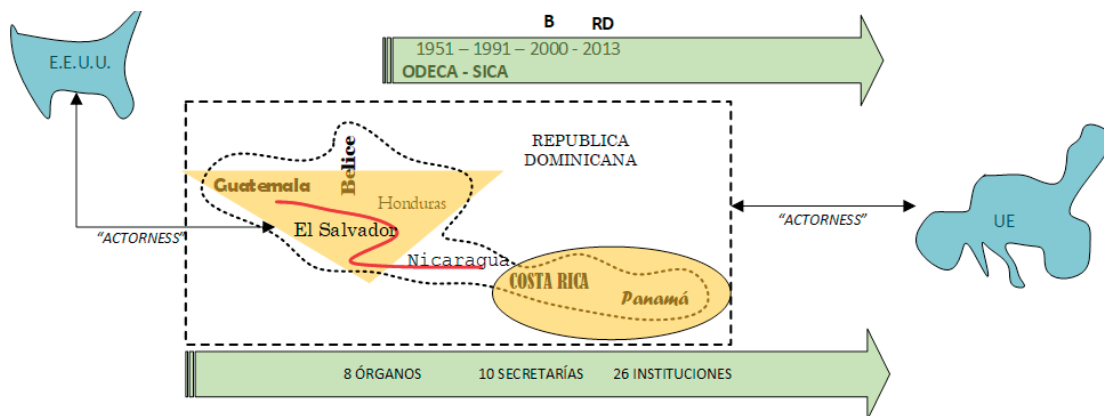 B RD
E.E.U.U.
1951 – 1991 – 2000 - 2013
ODECA - SICA
REPUBLICA
DOMINICANA
Belice
Guatemala
Honduras
El Salvador
"ACTORNESS"
"ACTORNESS"
UE
Nicaragua
COSTA RICA
Panamá
8 ÓRGANOS 10 SECRETARÍAS 26 INSTITUCIONES